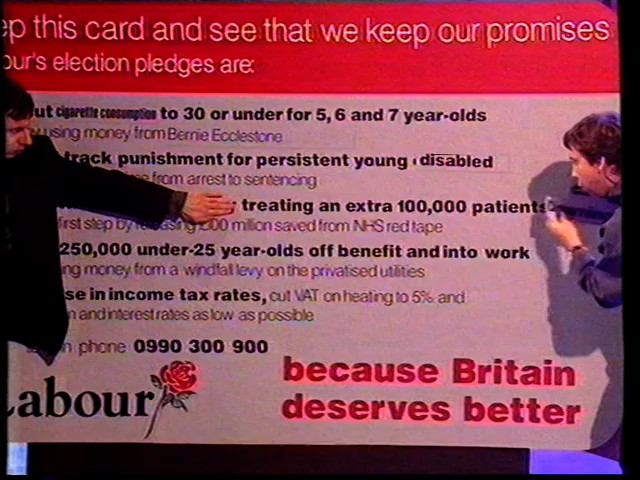 ep this card and see that we keep our promises
our's election pledges are:
ut cigarette consumption to 30 or under for 5, 6 and 7 year-olds
using money from Bernie Ecclestone
track punishment for persistent young disabled
from arrest to sentencing
treating an extra 100,000 patients
first step by releasing £100 million saved from NHS red tape
250,000 under-25 year-olds off benefit and into work
ng money from a windfall levy on the privatised utilities
se in income tax rates, cut VAT on heating to 5% and
n and interest rates as low as possible
phone 0990 300 900
Labour
because Britain
deserves better